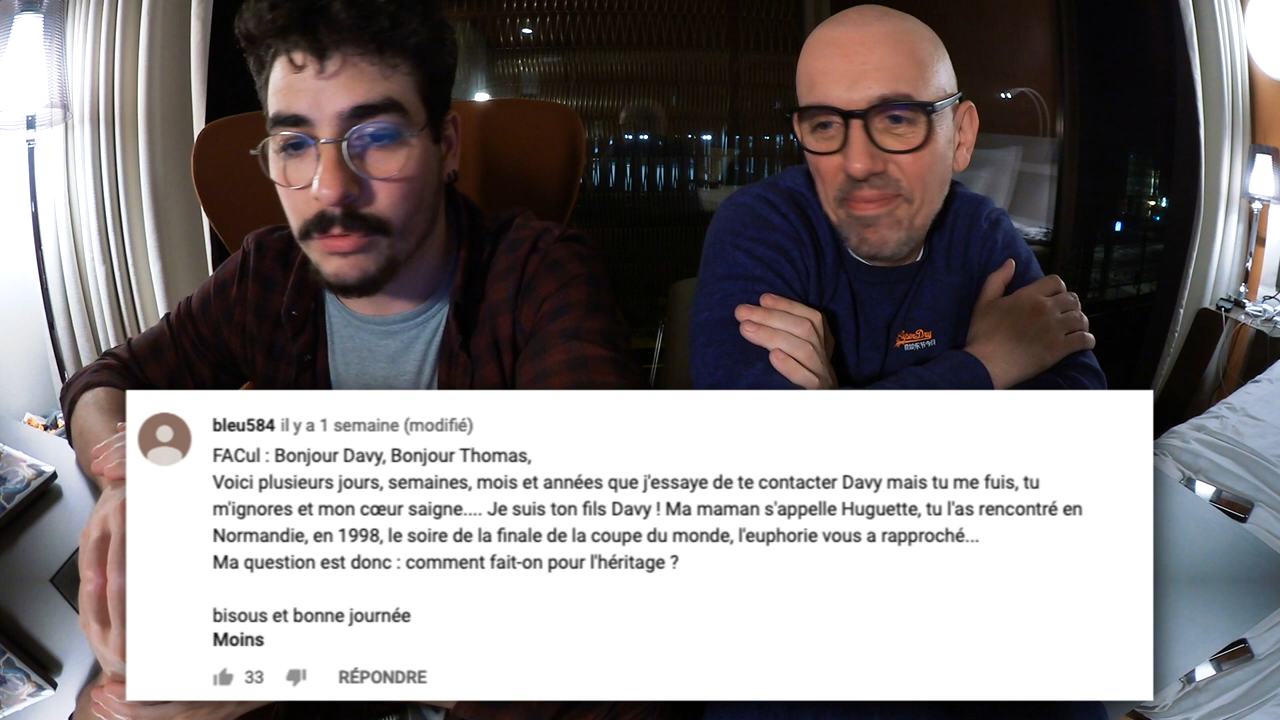 SuperDry
bleu584 il y a 1 semaine (modifié)
FACul : Bonjour Davy, Bonjour Thomas,
Voici plusieurs jours, semaines, mois et années que j'essaye de te contacter Davy mais tu me fuis, tu
m'ignores et mon cœur saigne.... Je suis ton fils Davy ! Ma maman s'appelle Huguette, tu l'as rencontré en
Normandie, en 1998, le soire de la finale de la coupe du monde, l'euphorie vous a rapproché...
Ma question est donc : comment fait-on pour l'héritage ?
bisous et bonne journée
Moins
33 RÉPONDRE